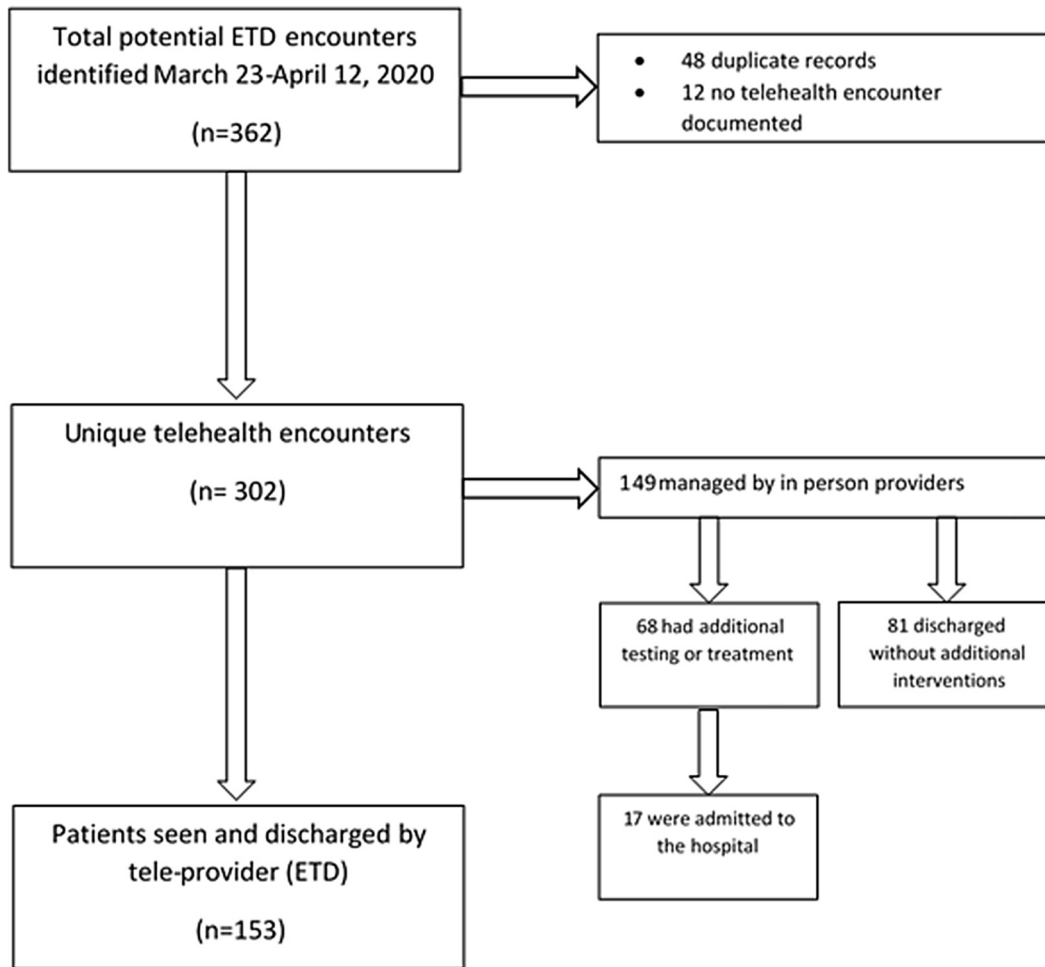 Total potential ETD encounters
identified March 23-April 12, 2020
(n=362)
• 48 duplicate records
• 12 no telehealth encounter
documented
Unique telehealth encounters
(n= 302)
149 managed by in person providers
68 had additional
testing or treatment
81 discharged
without additional
interventions
17 were admitted to
the hospital
Patients seen and discharged by
tele-provider (ETD)
(n=153)